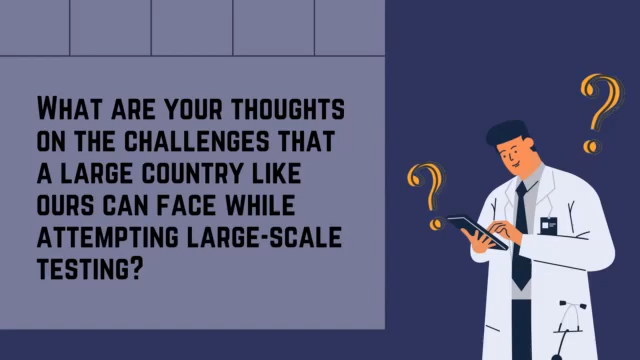 What are your thoughts
on the challenges that
a large country like
ours can face while
attempting large-scale
testing?
? ?